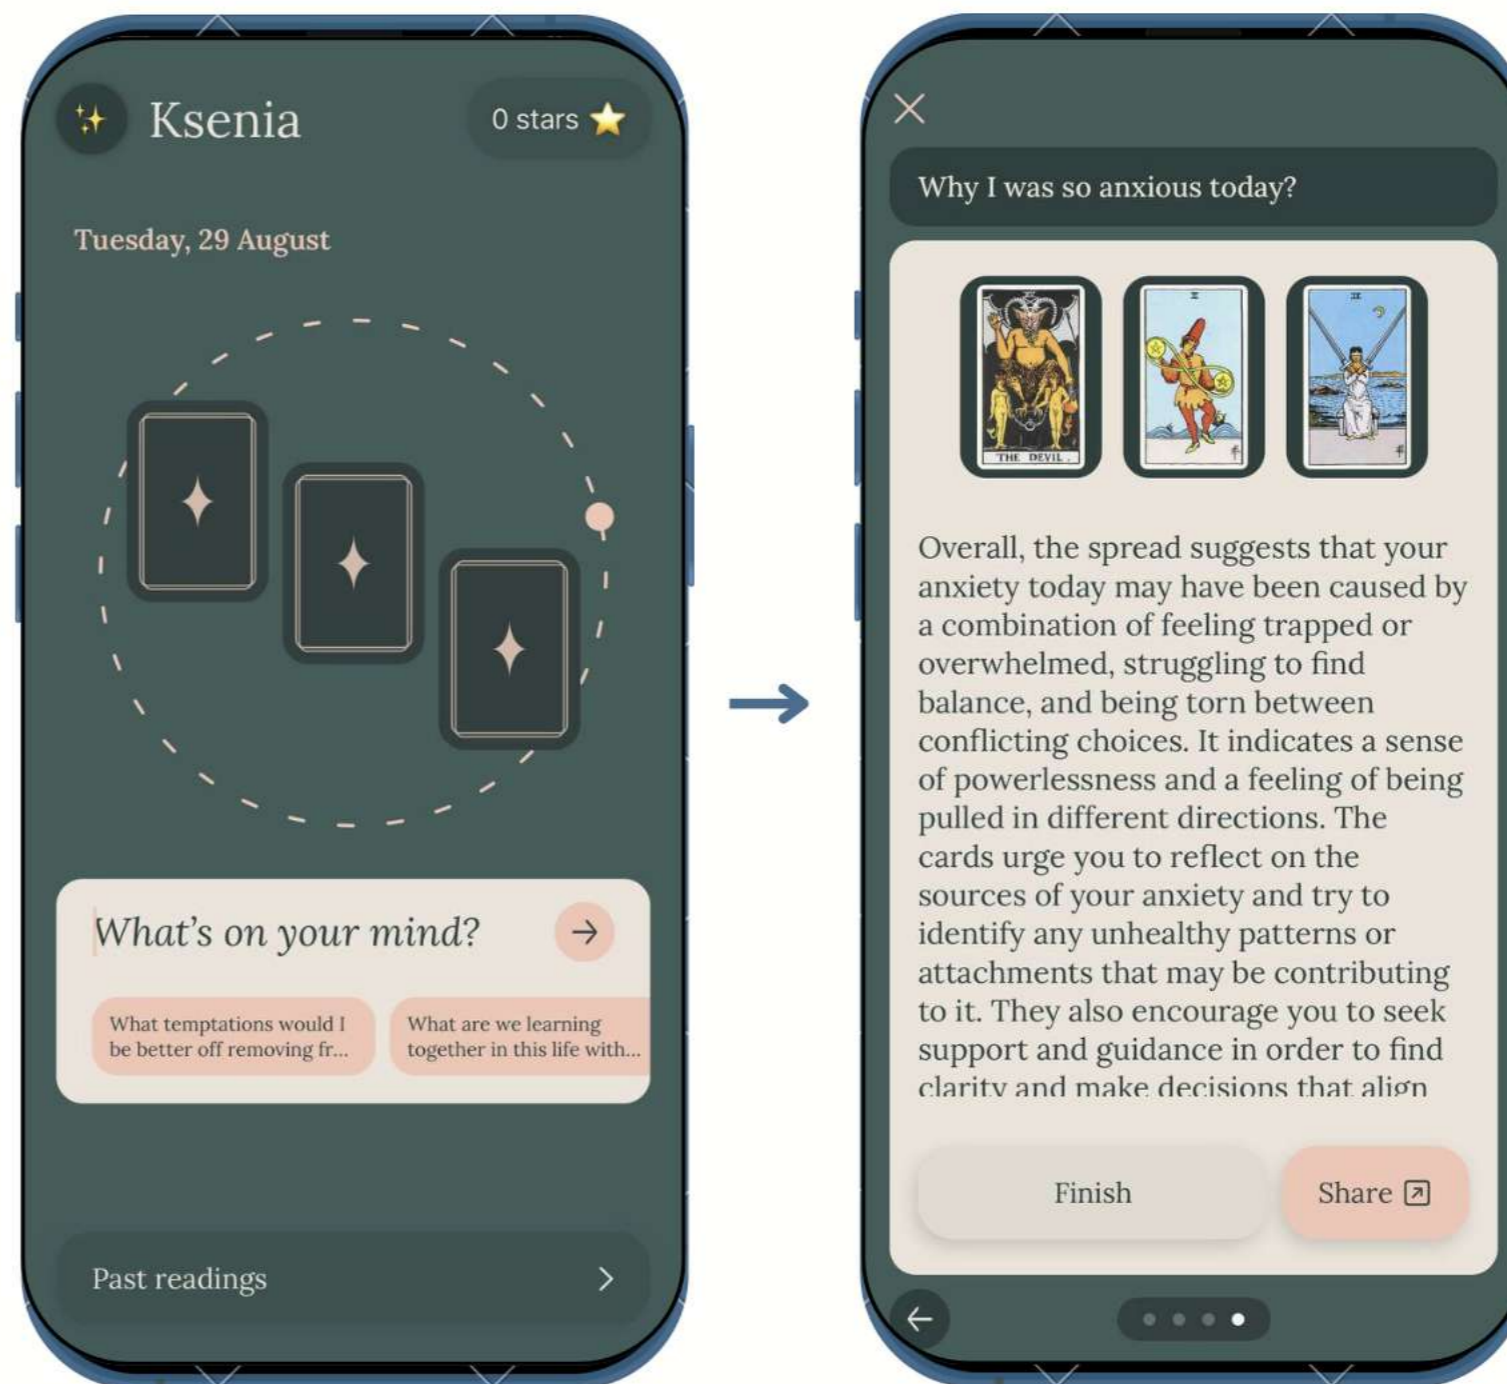 Ksenia
0 stars
Tuesday, 29 August
What's on your mind?
What temptations would I
be better off removing fr...
What are we learning
together in this life with...
Past readings
Why I was so anxious today?
THE DEVIL.
II
II
Overall, the spread suggests that your
anxiety today may have been caused by
a combination of feeling trapped or
overwhelmed, struggling to find
balance, and being torn between
conflicting choices. It indicates a sense
of powerlessness and a feeling of being
pulled in different directions. The
cards urge you to reflect on the
sources of your anxiety and try to
identify any unhealthy patterns or
attachments that may be contributing
to it. They also encourage you to seek
support and guidance in order to find
clarity and make decisions that align
Finish
Share